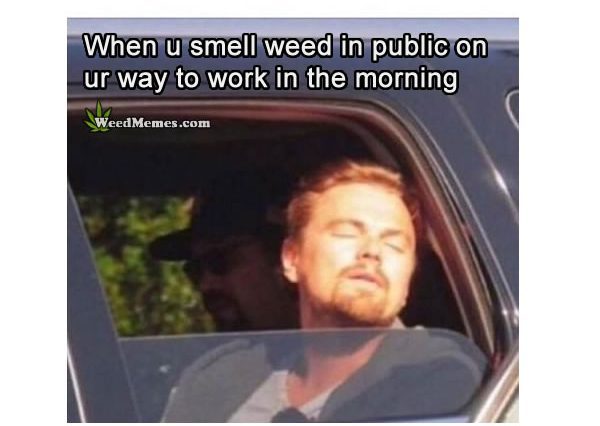 When u smell weed in public on
ur way to work in the morning
WeedMemes.com